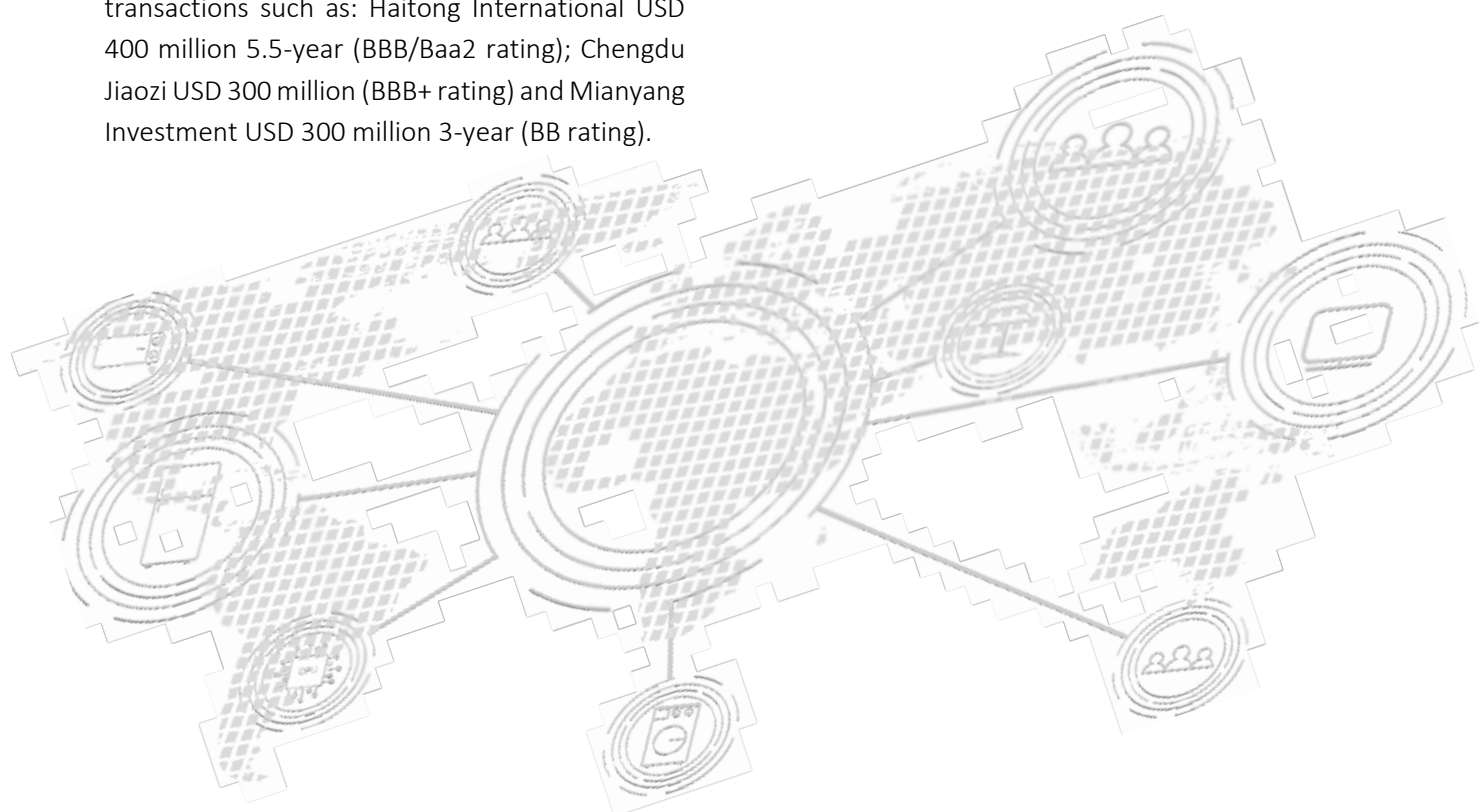 transactions such as: Haitong International USD
400 million 5.5-year (BBB/Baa2 rating); Chengdu
Jiaozi USD 300 million (BBB+ rating) and Mianyang
Investment USD 300 million 3-year (BB rating).